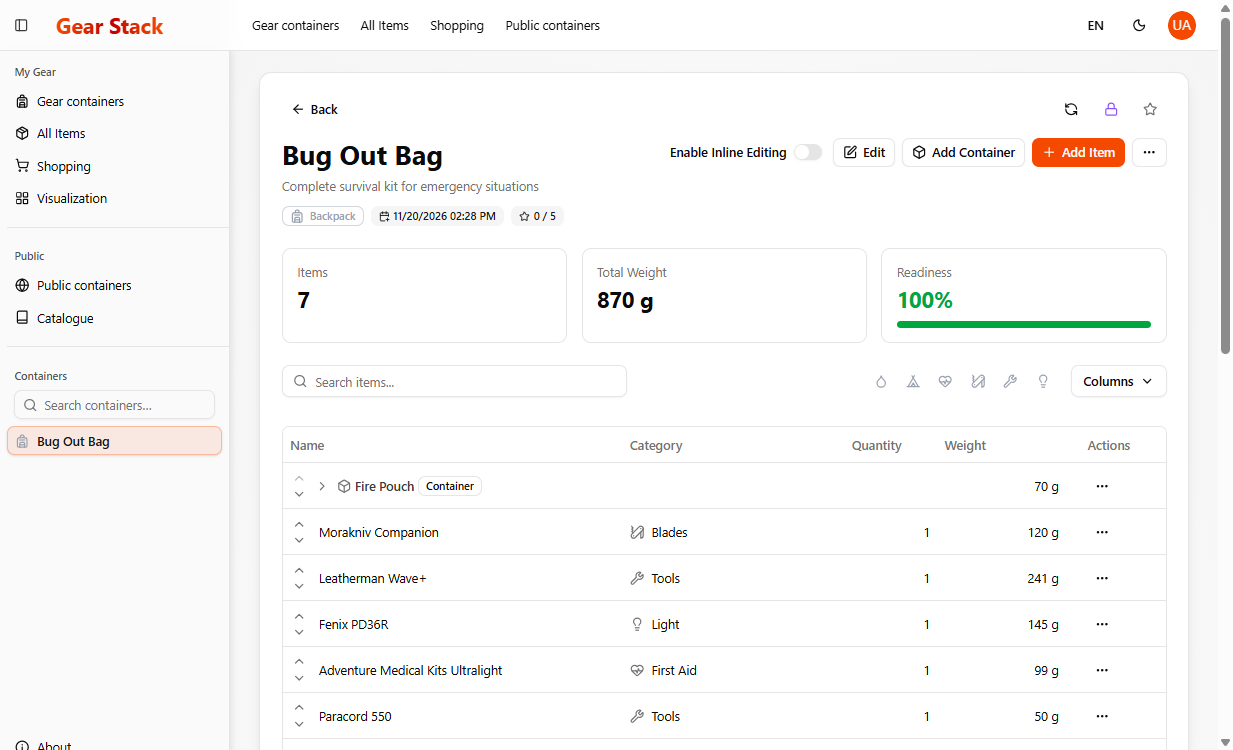 Gear Stack
Gear containers
All Items
Shopping
Public containers
EN
UA
My Gear
Gear containers
All Items
Shopping
Visualization
Public
Public containers
Catalogue
Containers
Search containers...
Bug Out Bag
About
Back
Bug Out Bag
Enable Inline Editing
Edit
Add Container
Add Item
Complete survival kit for emergency situations
Backpack
11/20/2026 02:28 PM
0 / 5
Items
7
Total Weight
870 g
Readiness
100%
Search items...
Columns
Name Category Quantity Weight Actions
Fire Pouch Container 70 g
Morakniv Companion Blades 1 120 g
Leatherman Wave+ Tools 1 241 g
Fenix PD36R Light 1 145 g
Adventure Medical Kits Ultralight First Aid 1 99 g
Paracord 550 Tools 1 50 g